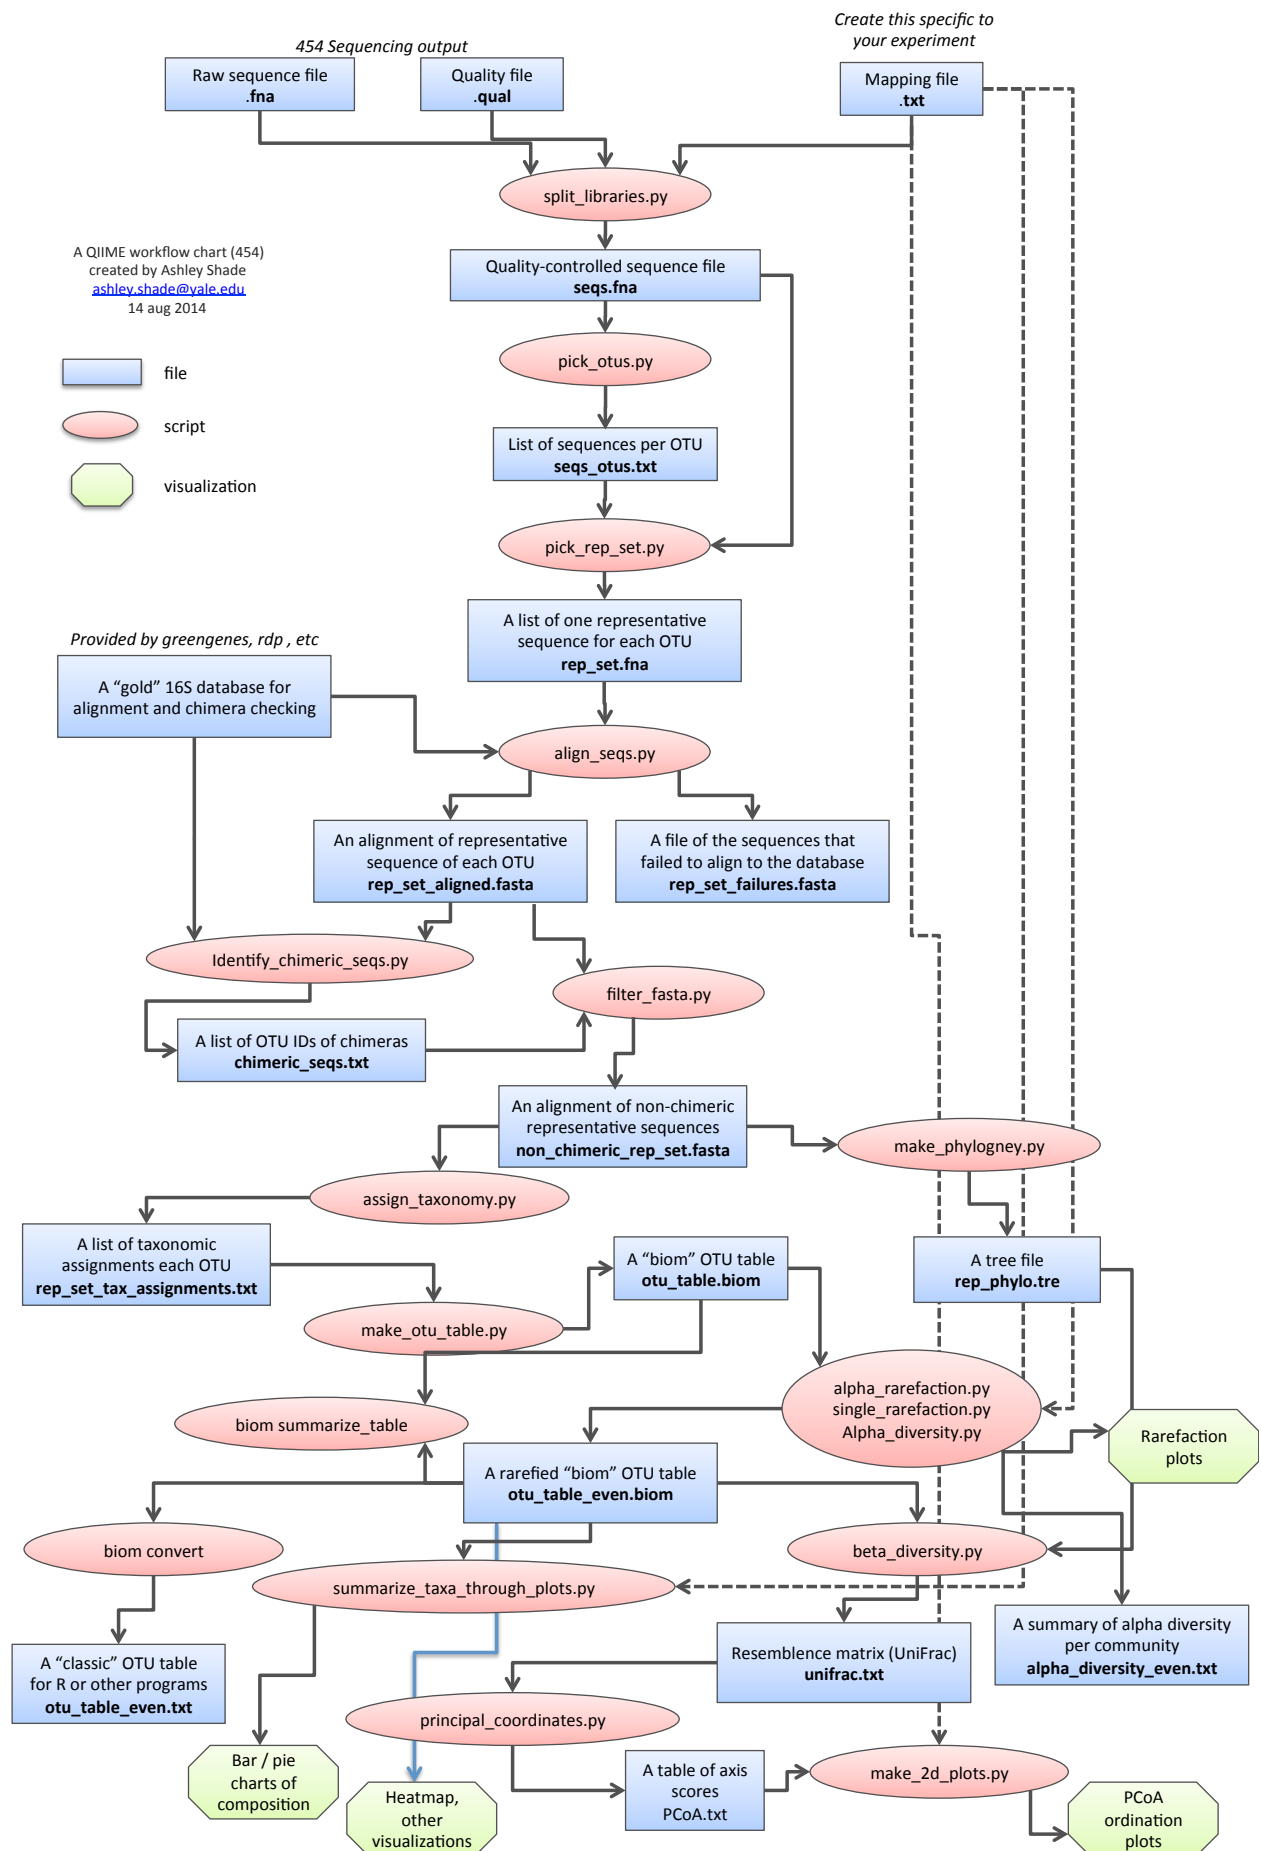 Create this specific to
your experiment
454 Sequencing output
Raw sequence file
.fna
Quality file
.qual
Mapping file
.txt
split_libraries.py
A QIIME workflow chart (454)
created by Ashley Shade
ashley.shade@yale.edu
14 aug 2014
Quality-controlled sequence file
seqs.fna
file
script
visualization
pick_otus.py
List of sequences per OTU
seqs_otus.txt
pick_rep_set.py
A list of one representative
sequence for each OTU
rep_set.fna
Provided by greengenes, rdp , etc
A “gold” 16S database for
alignment and chimera checking
align_seqs.py
An alignment of representative
sequence of each OTU
rep_set_aligned.fasta
A file of the sequences that
failed to align to the database
rep_set_failures.fasta
Identify_chimeric_seqs.py
filter_fasta.py
A list of OTU IDs of chimeras
chimeric_seqs.txt
An alignment of non-chimeric
representative sequences
non_chimeric_rep_set.fasta
make_phylogney.py
assign_taxonomy.py
A list of taxonomic
assignments each OTU
rep_set_tax_assignments.txt
A “biom” OTU table
otu_table.biom
A tree file
rep_phylo.tre
make_otu_table.py
alpha_rarefaction.py
single_rarefaction.py
Alpha_diversity.py
biom summarize_table
Rarefaction
plots
A rarefied “biom” OTU table
otu_table_even.biom
biom convert
beta_diversity.py
summarize_taxa_through_plots.py
A “classic” OTU table
for R or other programs
otu_table_even.txt
Resemblence matrix (UniFrac)
unifrac.txt
A summary of alpha diversity
per community
alpha_diversity_even.txt
principal_coordinates.py
Bar / pie
charts of
composition
Heatmap,
other
visualizations
A table of axis
scores
PCoA.txt
make_2d_plots.py
PCoA
ordination
plots